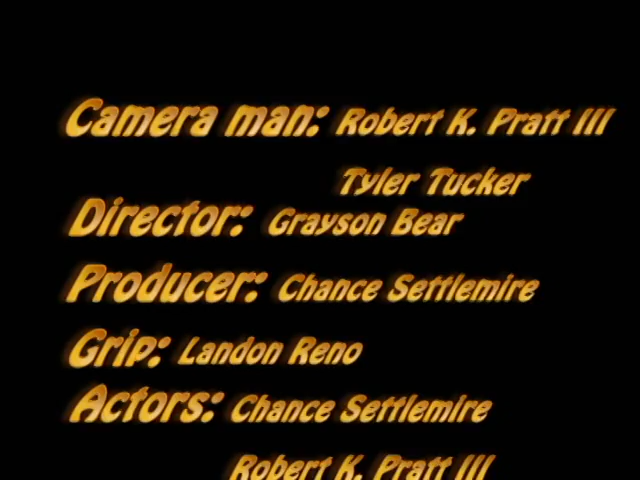 Camera man: Robert K. Pratt III
Tyler Tucker
Director: Grayson Bear
Producer: Chance Settlemire
Grip: Landon Reno
Actors: Chance Settlemire
Robert K. Pratt III